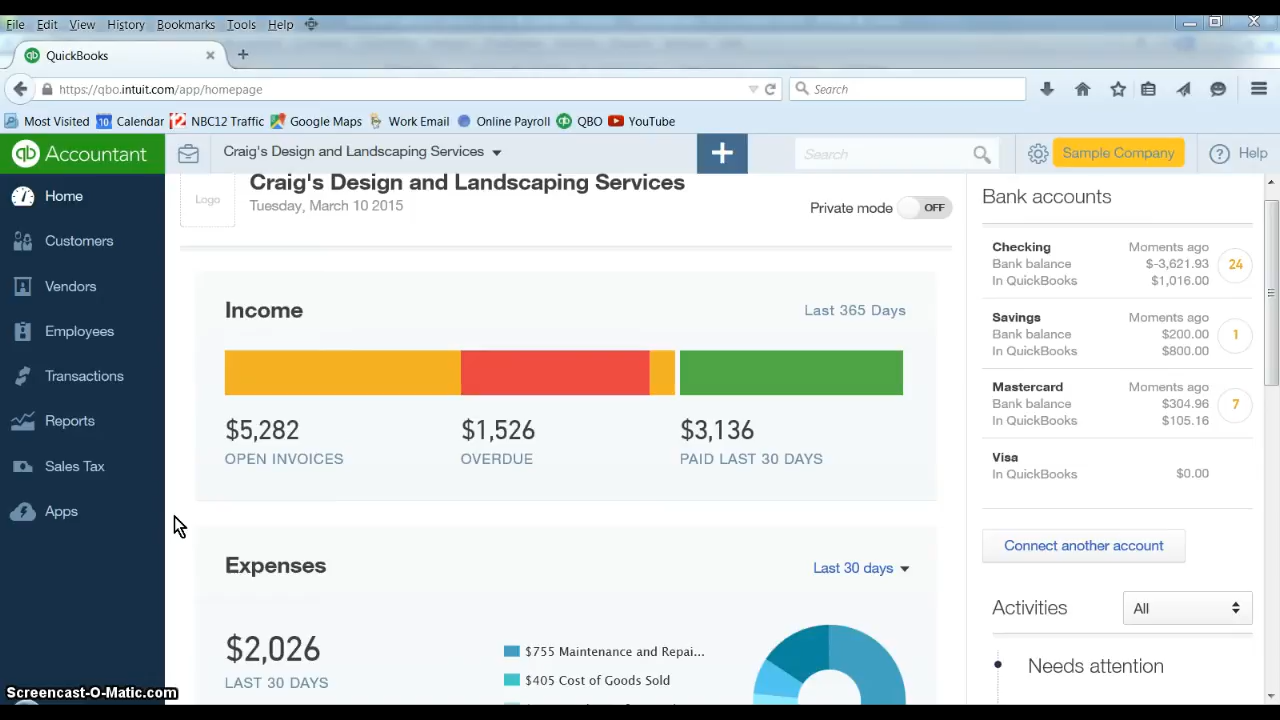 File Edit View History Bookmarks Tools Help
QuickBooks
https://qbo.intuit.com/app/homepage
Search
Most Visited Calendar NBC12 Traffic Google Maps Work Email Online Payroll QBO YouTube
qb Accountant
Craig's Design and Landscaping Services
Search
Sample Company
Help
Home
Customers
Vendors
Employees
Transactions
Reports
Sales Tax
Apps
Logo
Craig's Design and Landscaping Services
Tuesday, March 10 2015
Private mode OFF
Income
Last 365 Days
$5,282
OPEN INVOICES
$1,526
OVERDUE
$3,136
PAID LAST 30 DAYS
Expenses
Last 30 days
$2,026
LAST 30 DAYS
$755 Maintenance and Repai...
$405 Cost of Goods Sold
Bank accounts
Checking Moments ago
Bank balance $-3,621.93
In QuickBooks $1,016.00
24
Savings Moments ago
Bank balance $200.00
In QuickBooks $800.00
1
Mastercard Moments ago
Bank balance $304.96
In QuickBooks $105.16
7
Visa
In QuickBooks $0.00
Connect another account
Activities
All
Needs attention
Screencast-O-Matic.com